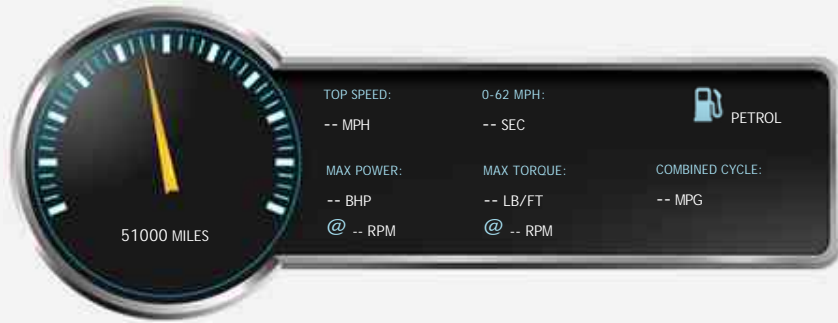 TOP SPEED:
-- MPH
0-62 MPH:
-- SEC
PETROL
MAX POWER:
-- BHP
@ -- RPM
MAX TORQUE:
-- LB/FT
@ -- RPM
COMBINED CYCLE:
-- MPG
51000 MILES